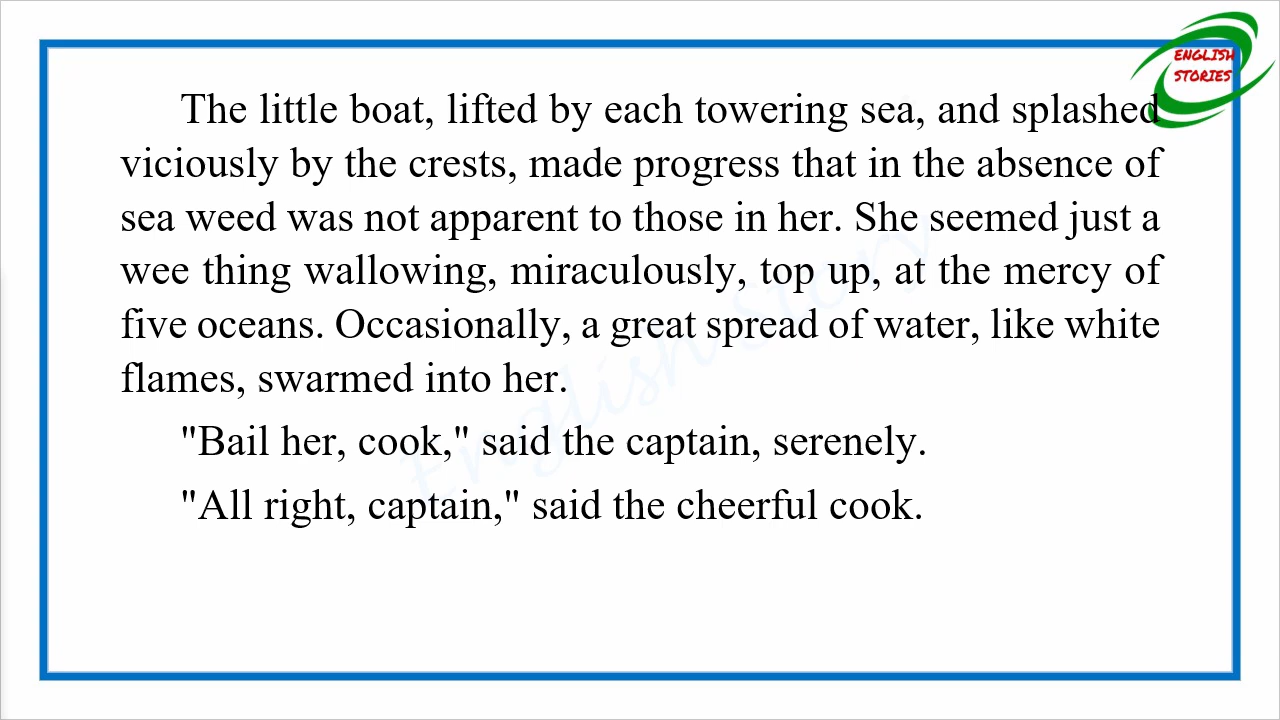 ENGLISH
STORIES
The little boat, lifted by each towering sea, and splashed
viciously by the crests, made progress that in the absence of
sea weed was not apparent to those in her. She seemed just a
wee thing wallowing, miraculously, top up, at the mercy of
five oceans. Occasionally, a great spread of water, like white
flames, swarmed into her.
"Bail her, cook," said the captain, serenely.
"All right, captain," said the cheerful cook.
English Story